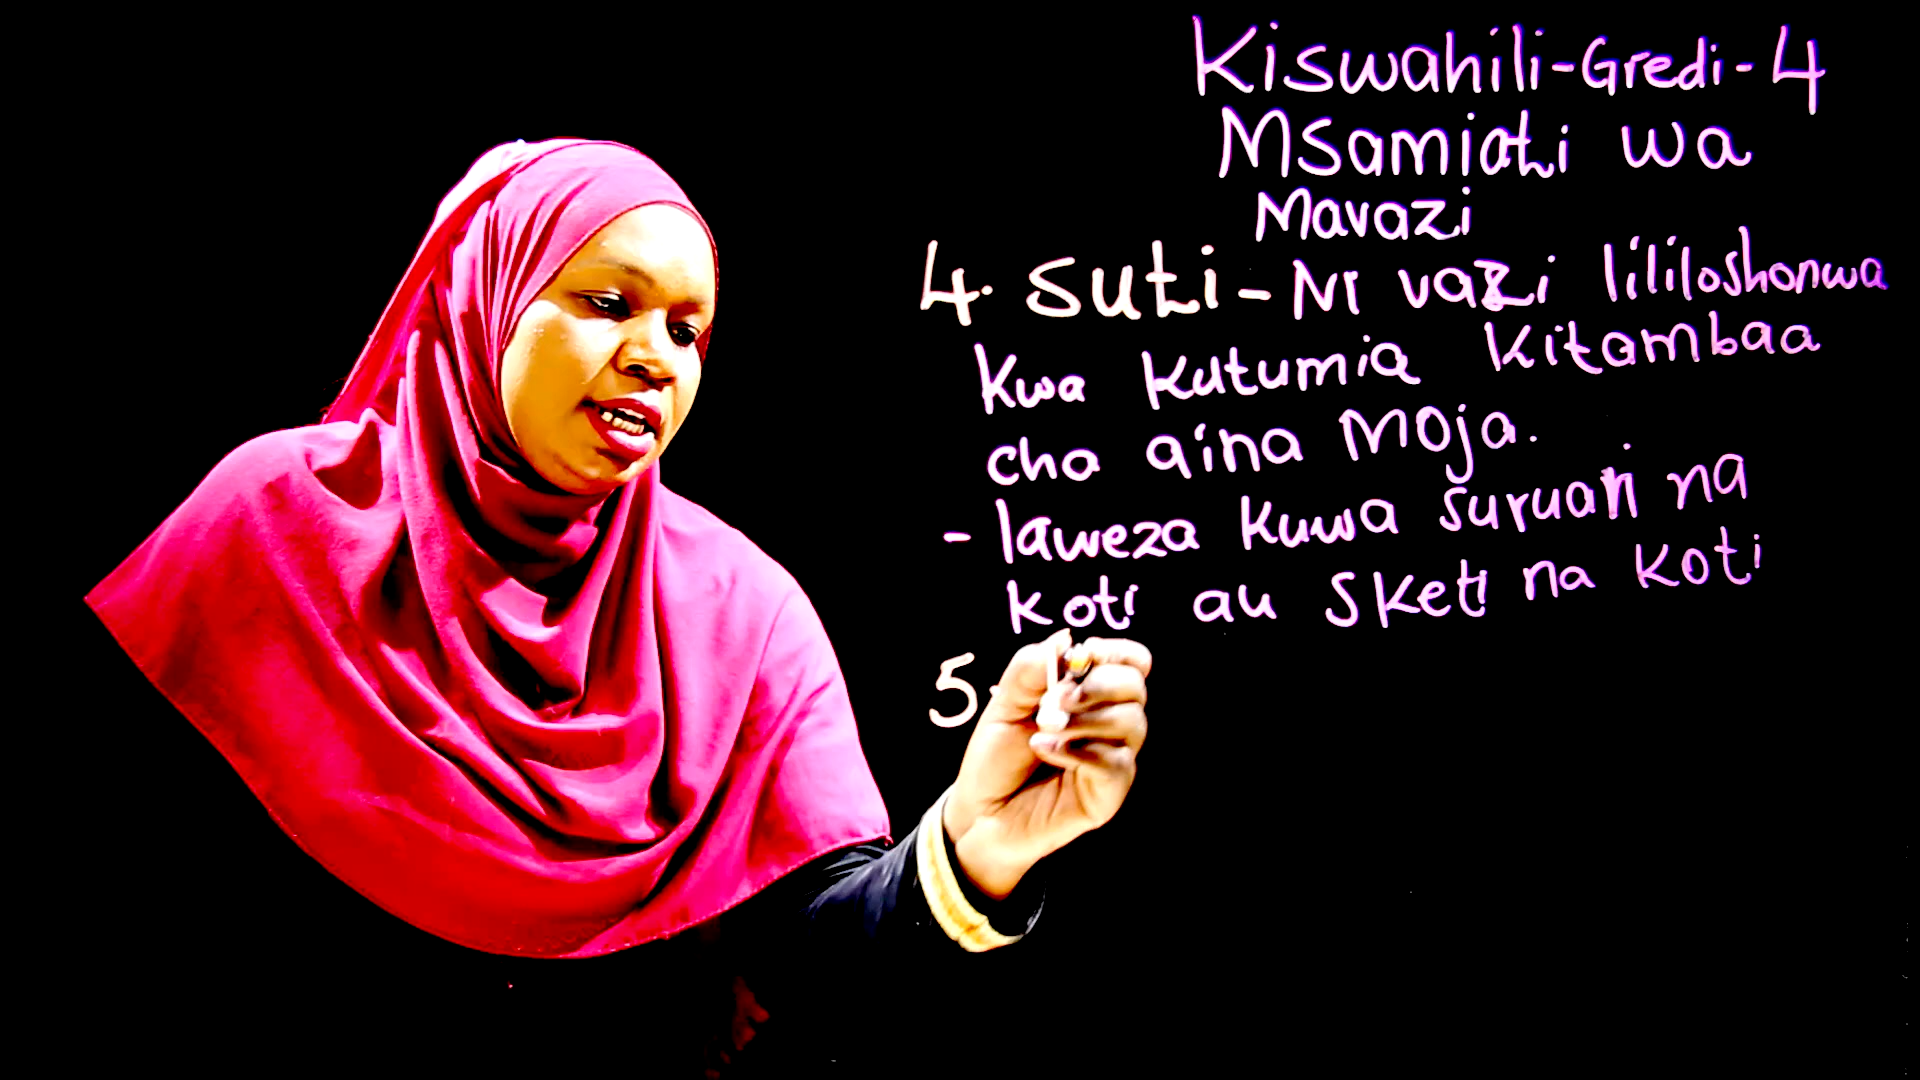 Kiswahili-Gredi-4
Msamiati wa
Mavazi
4. Suti - Ni vazi lililoshonwa
kwa kutumia kitambaa
cha aina moja.
- laweza kuwa suruari na
koti au sketi na koti
5.